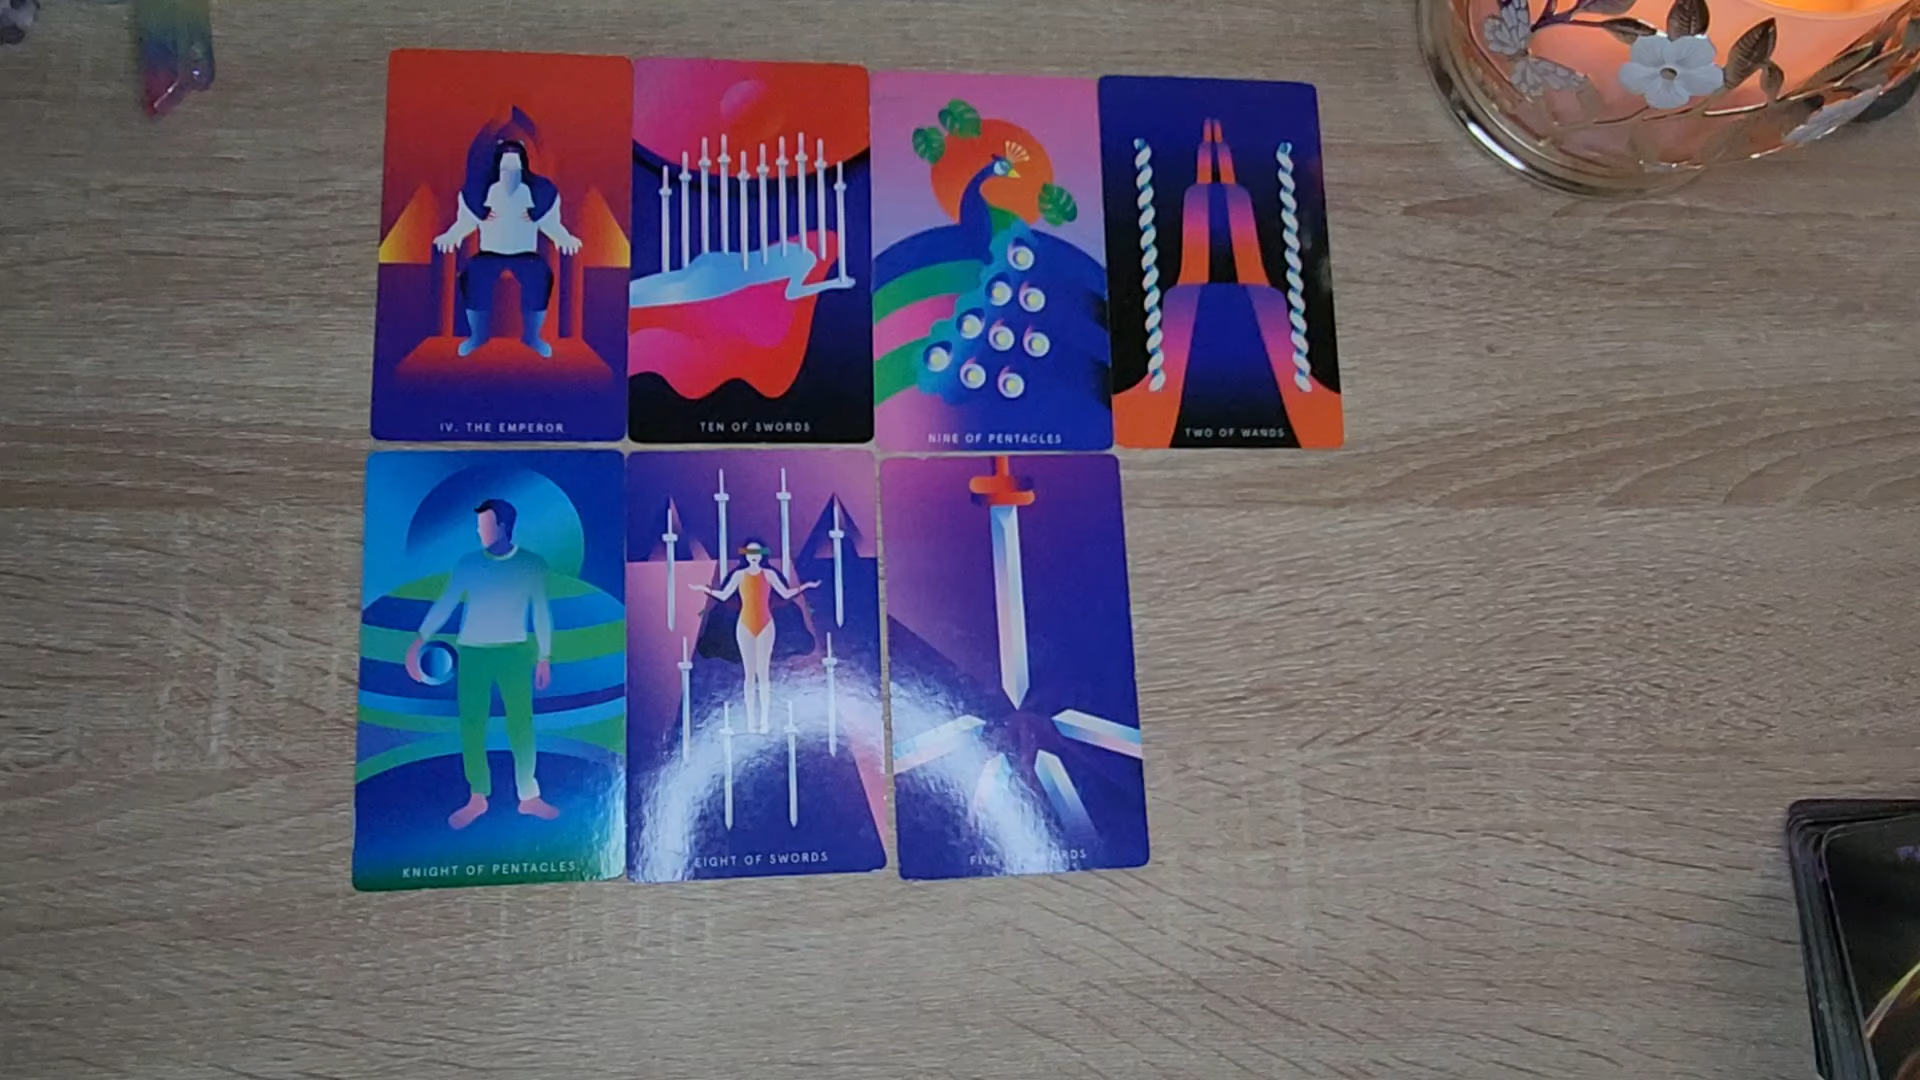 IV. THE EMPEROR
TEN OF SWORDS
NINE OF PENTACLES
TWO OF WANDS
KNIGHT OF PENTACLES
EIGHT OF SWORDS